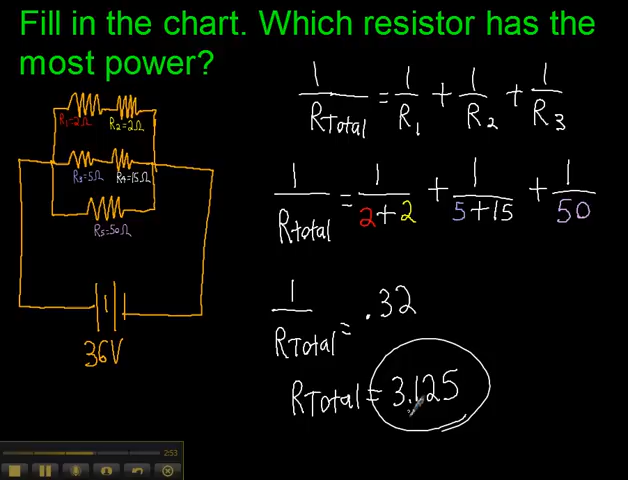 Fill in the chart. Which resistor has the
most power?
R1=2Ω R2=2Ω
R3=5Ω R4=15Ω
R5=50Ω
36V
1/RTotal = 1/R1 + 1/R2 + 1/R3
1/Rtotal = 1/2+2 + 1/5+15 + 1/50
1/RTotal = .32
RTotal = 3.125
2:53